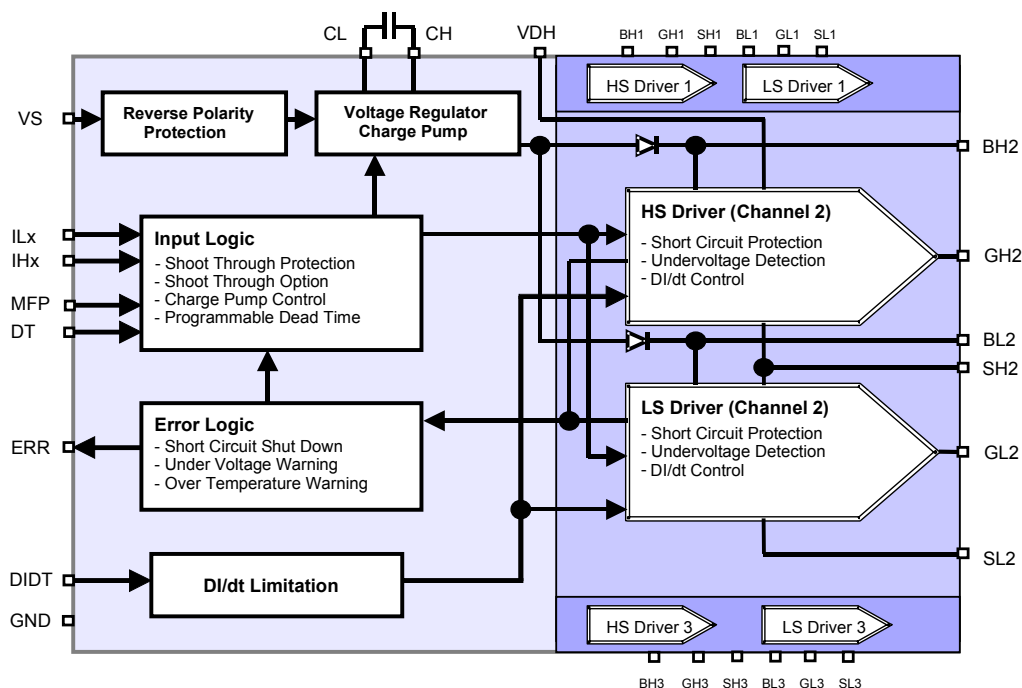 CL
CH
VDH
BH1
GH1
SH1
BL1
GL1
SL1
HS Driver 1
LS Driver 1
VS
Reverse Polarity
Protection
Voltage Regulator
Charge Pump
BH2
ILx
IHx
MFP
DT
Input Logic
- Shoot Through Protection
- Shoot Through Option
- Charge Pump Control
- Programmable Dead Time
HS Driver (Channel 2)
- Short Circuit Protection
- Undervoltage Detection
- DI/dt Control
GH2
BL2
SH2
ERR
Error Logic
- Short Circuit Shut Down
- Under Voltage Warning
- Over Temperature Warning
LS Driver (Channel 2)
- Short Circuit Protection
- Undervoltage Detection
- DI/dt Control
GL2
SL2
DIDT
DI/dt Limitation
GND
HS Driver 3
LS Driver 3
BH3
GH3
SH3
BL3
GL3
SL3